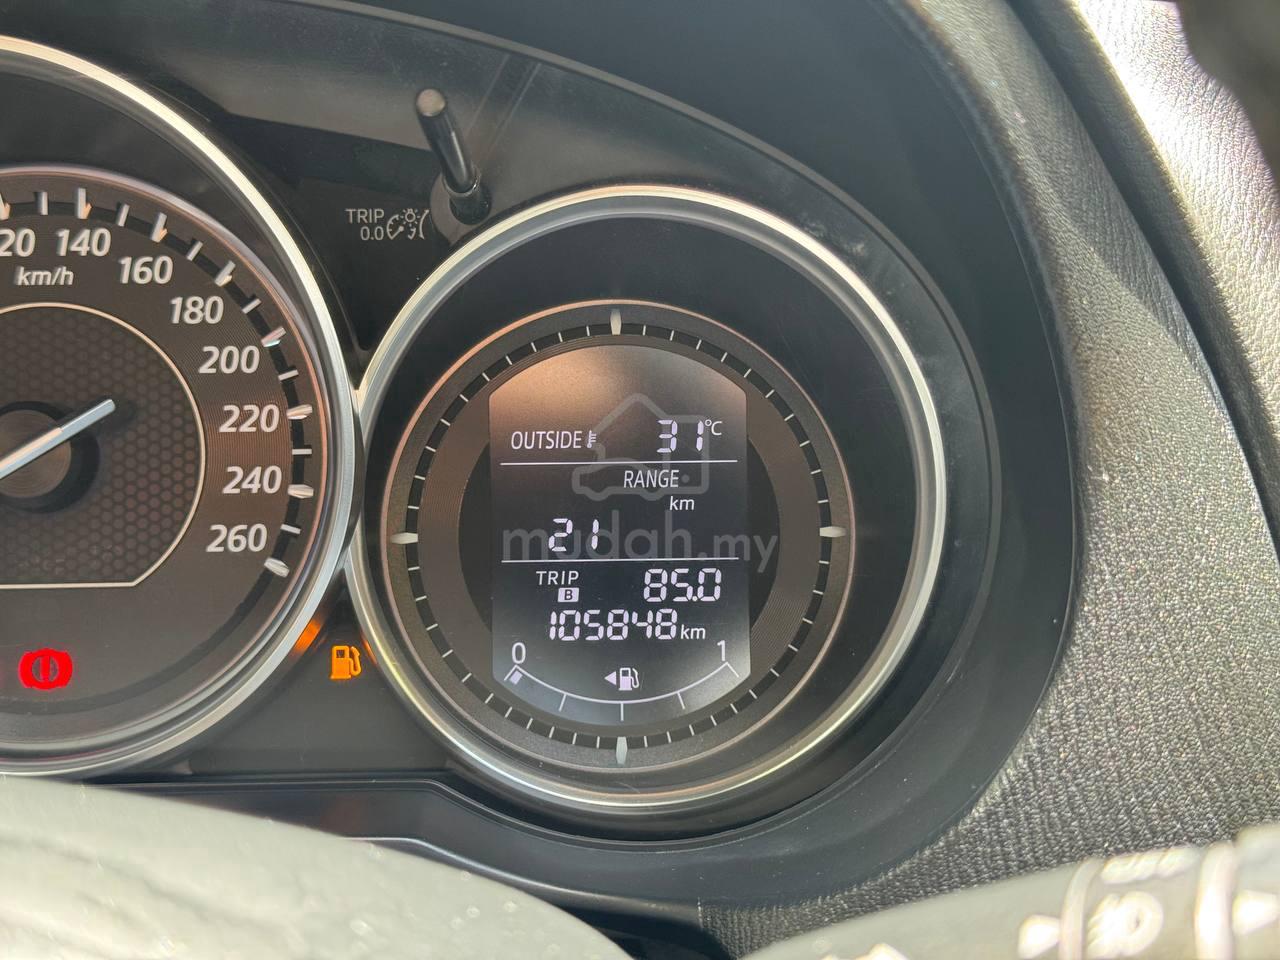 TRIP
0.0
20 140
km/h 160
180
200
220
240
260
OUTSIDE 31°C
RANGE
km
21
mudah.my
TRIP B 85.0
105848 km
0 1